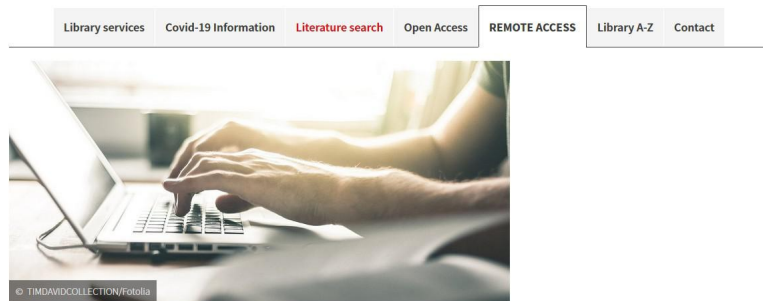 Library services Covid-19 Information Literature search Open Access REMOTE ACCESS Library A-Z Contact
© TIMDAVIDCOLLECTION/Fotolia